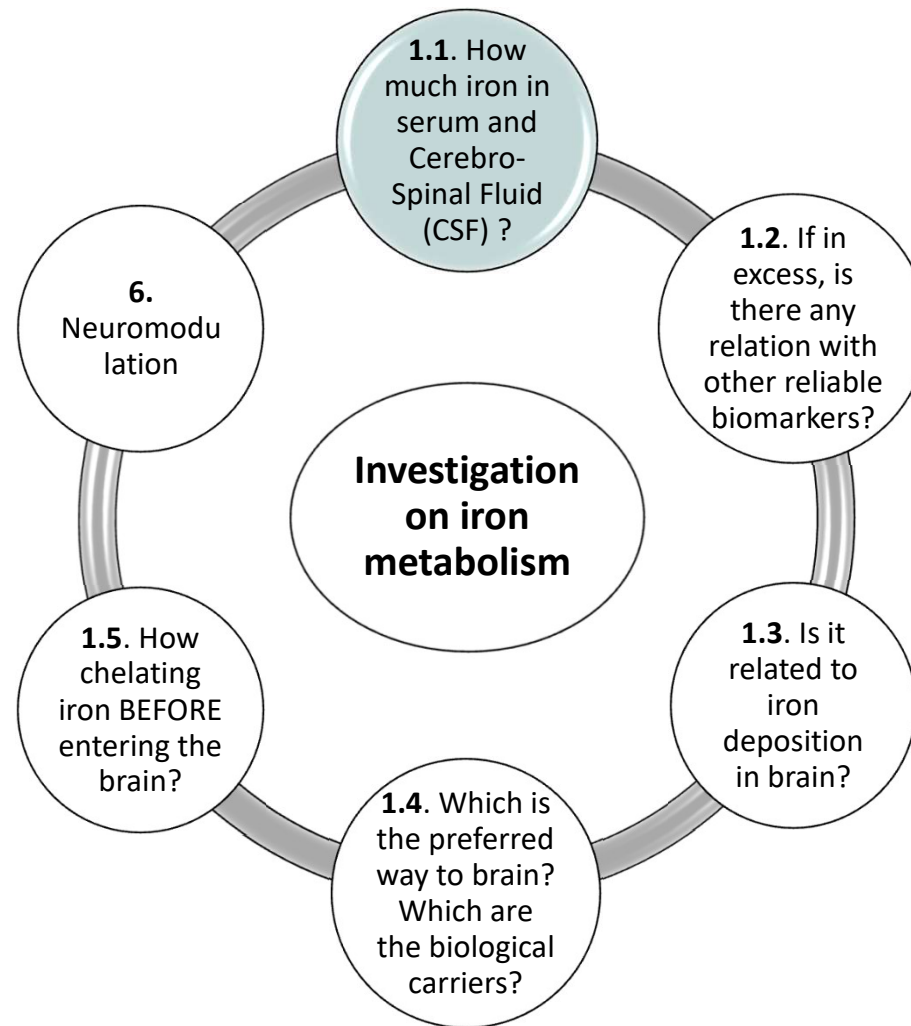 1.1. How
much iron in
serum and
Cerebro-
Spinal Fluid
(CSF) ?
1.2. If in
excess, is
there any
relation with
other reliable
biomarkers?
1.3. Is it
related to
iron
deposition
in brain?
1.4. Which is
the preferred
way to brain?
Which are
the biological
carriers?
1.5. How
chelating
iron BEFORE
entering the
brain?
6.
Neuromodu
lation
Investigation
on iron
metabolism